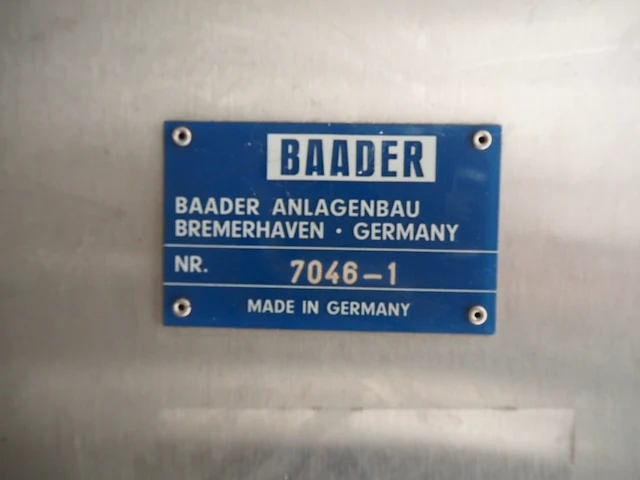 BAADER
BAADER ANLAGENBAU
BREMERHAVEN · GERMANY
NR. 7046-1
MADE IN GERMANY